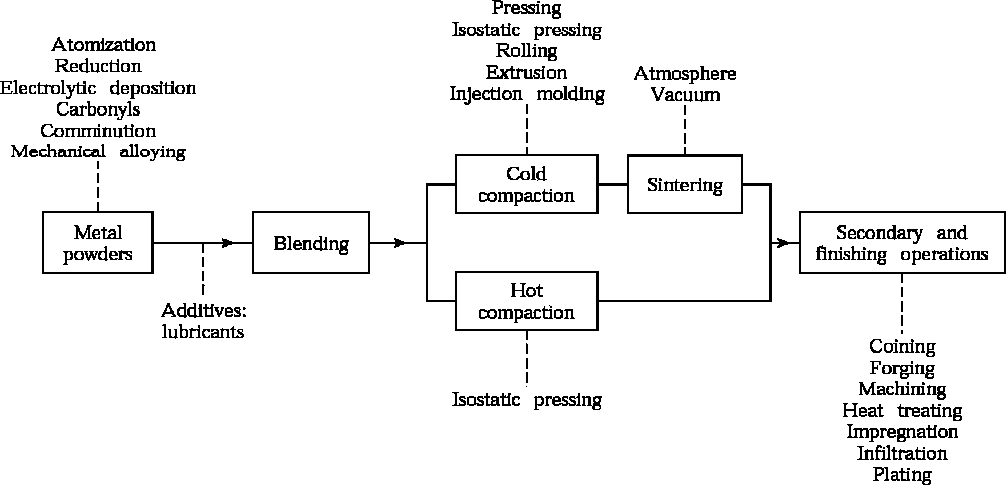 Atomization
Reduction
Electrolytic deposition
Carbonyls
Comminution
Mechanical alloying
Metal
powders
Additives:
lubricants
Blending
Pressing
Isostatic pressing
Rolling
Extrusion
Injection molding
Cold
compaction
Atmosphere
Vacuum
Sintering
Hot
compaction
Isostatic pressing
Secondary and
finishing operations
Coining
Forging
Machining
Heat treating
Impregnation
Infiltration
Plating